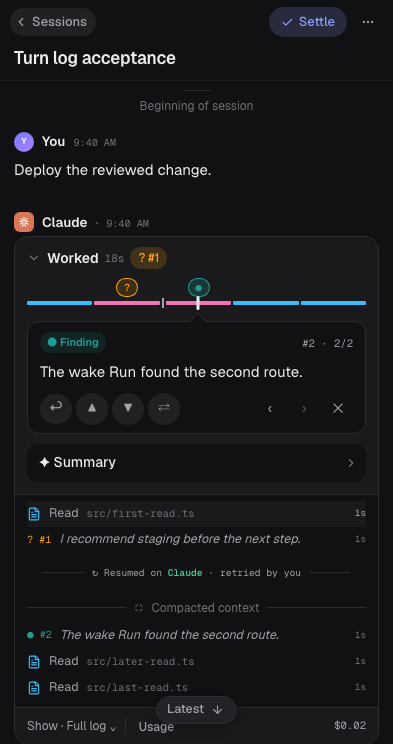 Sessions
Settle
Turn log acceptance
Beginning of session
Y You 9:40 AM
Deploy the reviewed change.
Claude · 9:40 AM
Worked 18s ? #1
?
Finding #2 · 2/2
The wake Run found the second route.
Summary
Read src/first-read.ts 1s
? #1 I recommend staging before the next step. 1s
↻ Resumed on Claude · retried by you
Compacted context
#2 The wake Run found the second route. 1s
Read src/later-read.ts 1s
Read src/last-read.ts 1s
Latest ↓
Show · Full log Usage $0.02